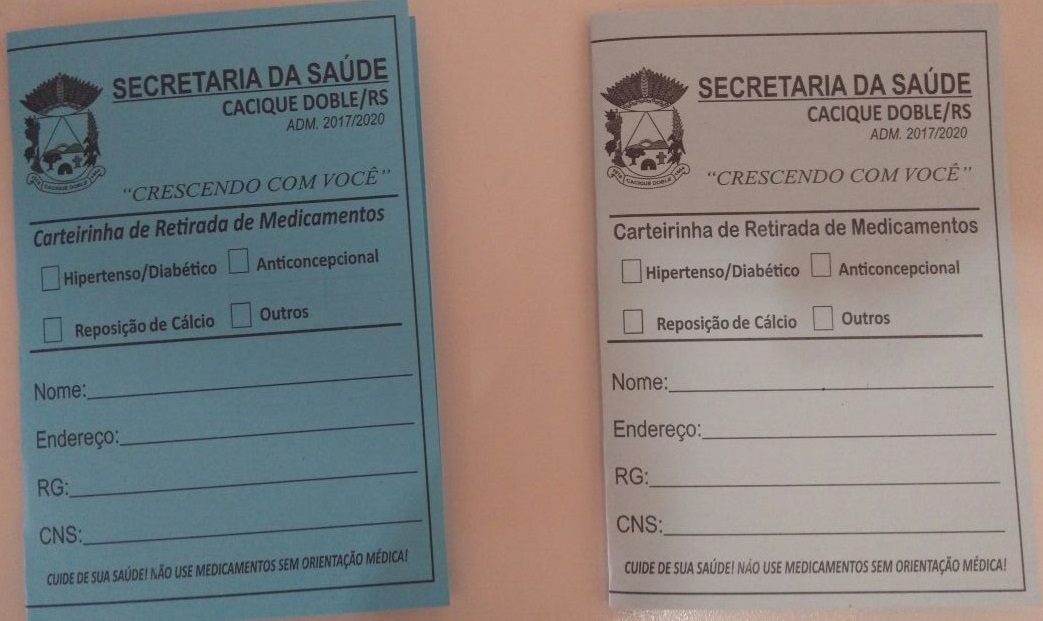 SECRETARIA DA SAÚDE
CACIQUE DOBLE/RS
ADM. 2017/2020
CACIQUE DOBLE
"CRESCENDO COM VOCÊ"
Carteirinha de Retirada de Medicamentos
Hipertenso/Diabético Anticoncepcional
Reposição de Cálcio Outros
Nome:
Endereço:
RG:
CNS:
CUIDE DE SUA SAÚDE! NÃO USE MEDICAMENTOS SEM ORIENTAÇÃO MÉDICA!
SECRETARIA DA SAÚDE
CACIQUE DOBLE/RS
ADM. 2017/2020
CACIQUE DOBLE
"CRESCENDO COM VOCÊ"
Carteirinha de Retirada de Medicamentos
Hipertenso/Diabético Anticoncepcional
Reposição de Cálcio Outros
Nome:
Endereço:
RG:
CNS:
CUIDE DE SUA SAÚDE! NÃO USE MEDICAMENTOS SEM ORIENTAÇÃO MÉDICA!